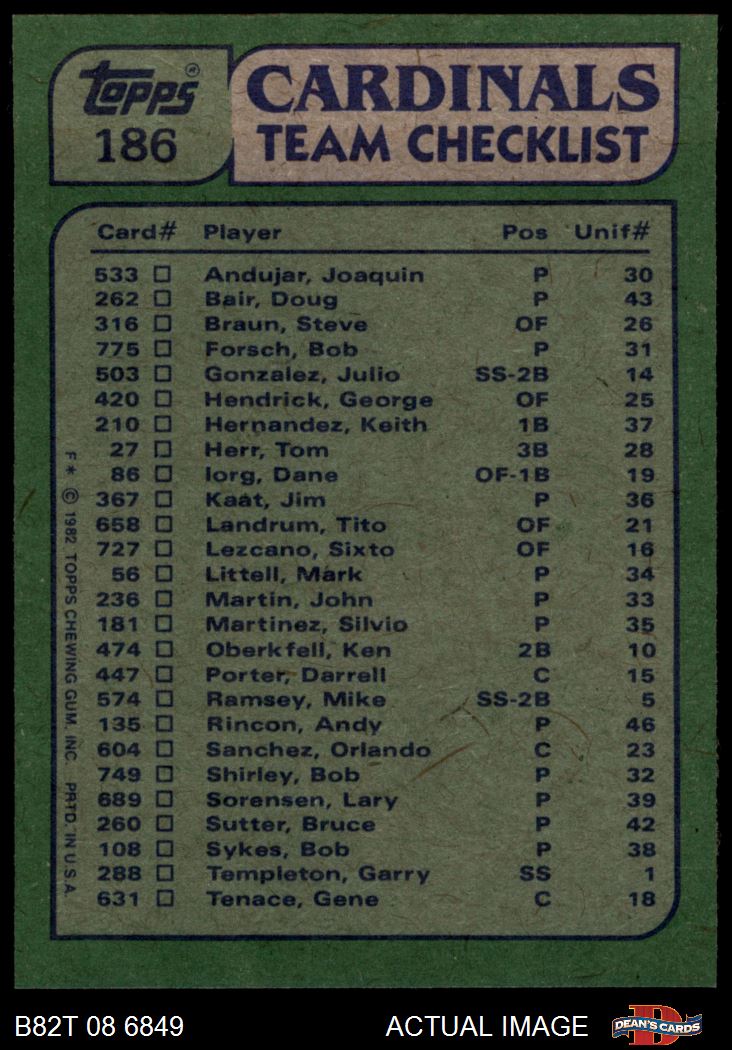 topps®
186
CARDINALS
TEAM CHECKLIST
Card# Player Pos Unif#
533 Andujar, Joaquin P 30
262 Bair, Doug P 43
316 Braun, Steve OF 26
775 Forsch, Bob P 31
503 Gonzalez, Julio SS-2B 14
420 Hendrick, George OF 25
210 Hernandez, Keith 1B 37
27 Herr, Tom 3B 28
86 Iorg, Dane OF-1B 19
367 Kaat, Jim P 36
658 Landrum, Tito OF 21
727 Lezcano, Sixto OF 16
56 Littell, Mark P 34
236 Martin, John P 33
181 Martinez, Silvio P 35
474 Oberkfell, Ken 2B 10
447 Porter, Darrell C 15
574 Ramsey, Mike SS-2B 5
135 Rincon, Andy P 46
604 Sanchez, Orlando C 23
749 Shirley, Bob P 32
689 Sorensen, Lary P 39
260 Sutter, Bruce P 42
108 Sykes, Bob P 38
288 Templeton, Garry SS 1
631 Tenace, Gene C 18
F* © 1982 TOPPS CHEWING GUM, INC. PRTD. IN U.S.A.
B82T 08 6849
ACTUAL IMAGE
D
DEAN'S CARDS